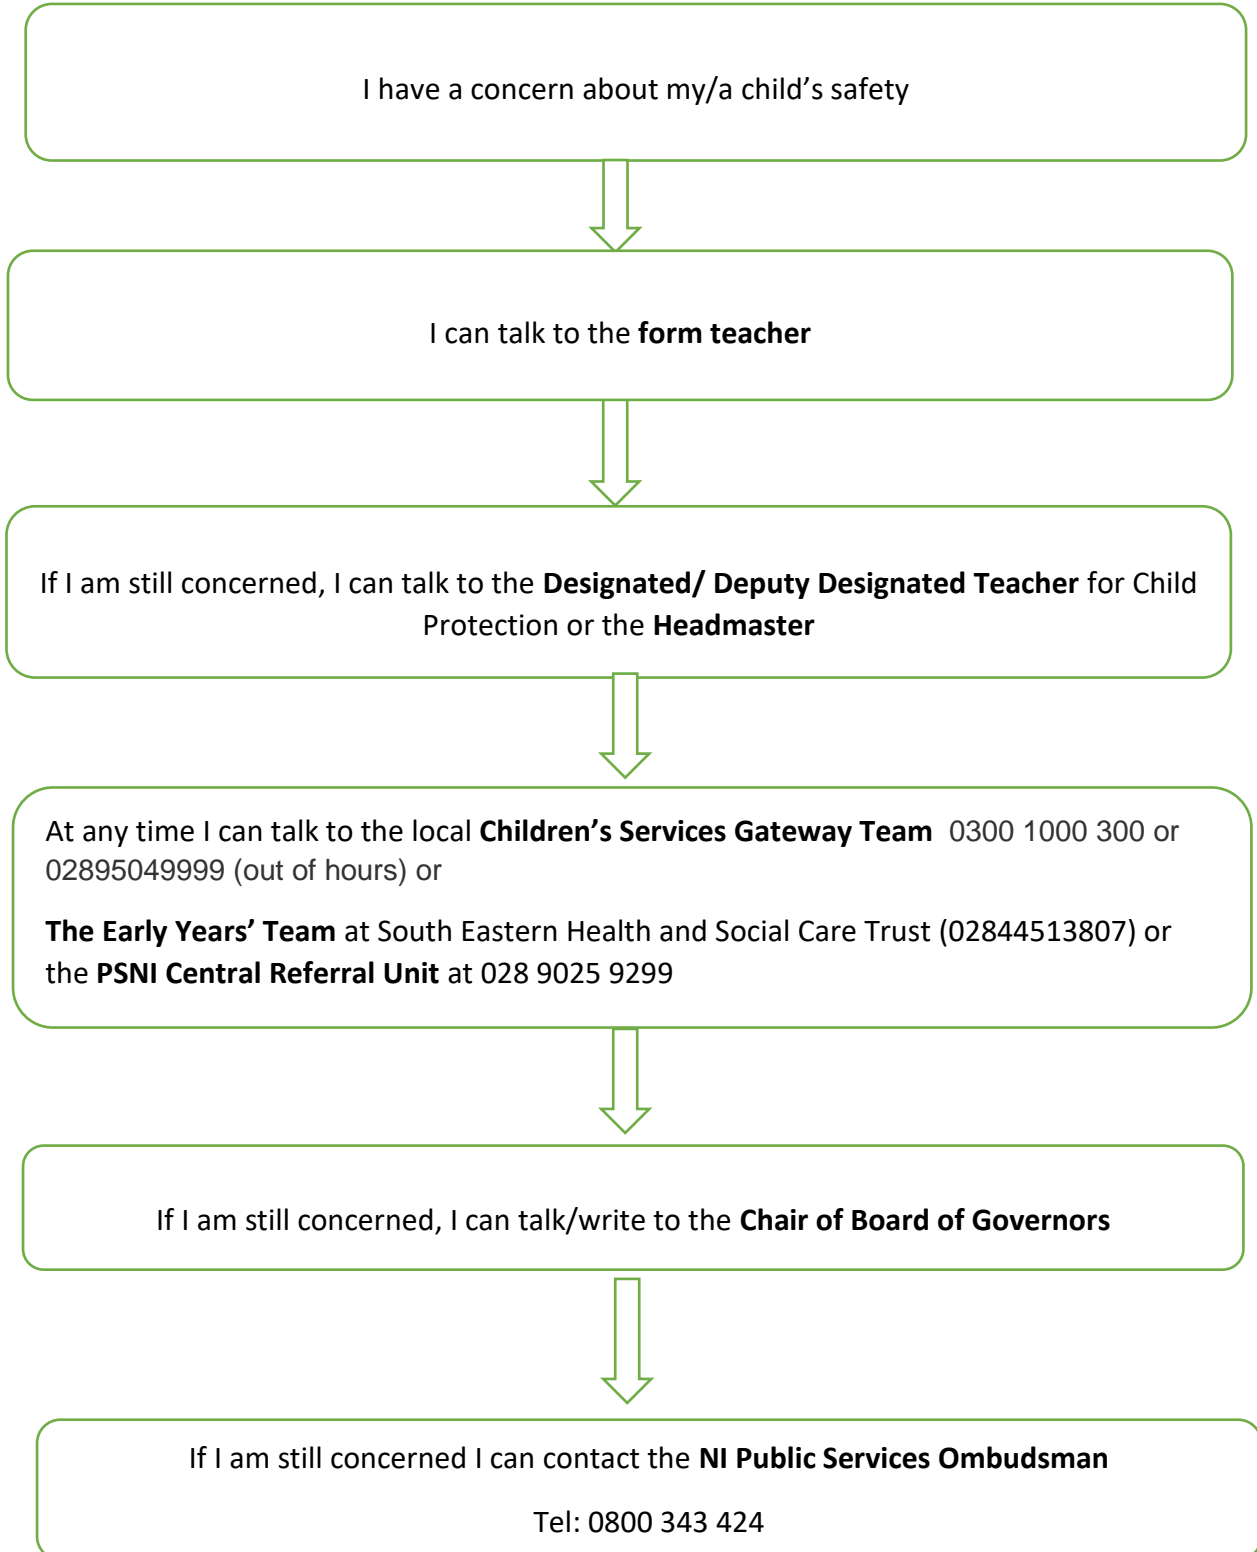 I have a concern about my/a child’s safety
I can talk to the form teacher
If I am still concerned, I can talk to the Designated/ Deputy Designated Teacher for Child
Protection or the Headmaster
At any time I can talk to the local Children’s Services Gateway Team  0300 1000 300 or
02895049999 (out of hours) or
The Early Years’ Team at South Eastern Health and Social Care Trust (02844513807) or
the PSNI Central Referral Unit at 028 9025 9299
If I am still concerned, I can talk/write to the Chair of Board of Governors
If I am still concerned I can contact the NI Public Services Ombudsman
Tel: 0800 343 424